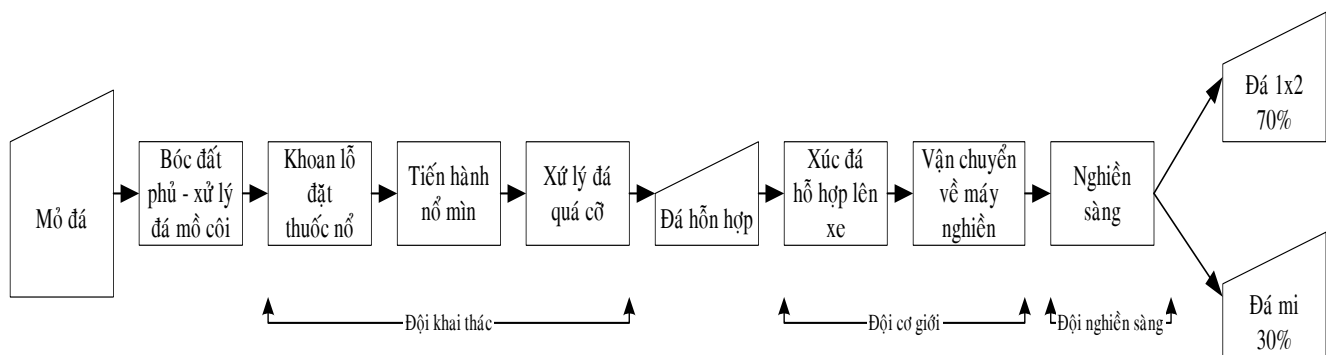 Mỏ đá
Bóc đất
phủ - xử lý
đá mồ côi
Khoan lỗ
đặt
thuốc nổ
Tiến hành
nổ mìn
Xử lý đá
quá cỡ
Đá hỗn hợp
Xúc đá
hỗ hợp lên
xe
Vận chuyển
về máy
nghiền
Nghiền
sàng
Đá 1x2
70%
Đá mi
30%
Đội khai thác
Đội cơ giới
Đội nghiền sàng